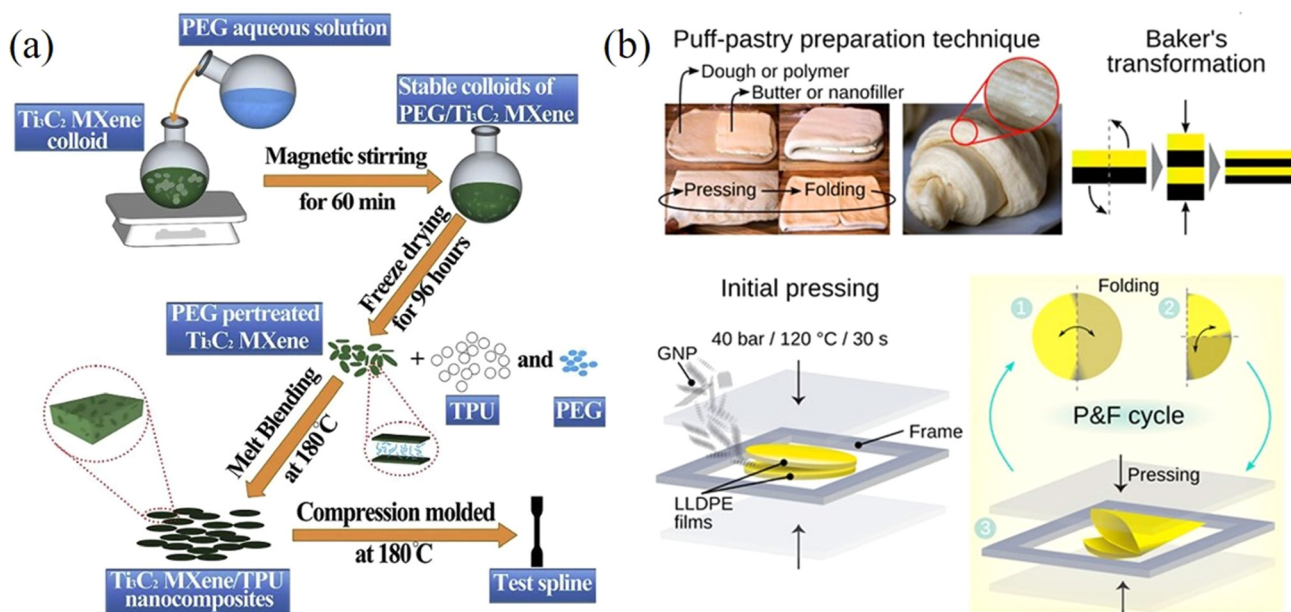 (a)
PEG aqueous solution
Ti₃C₂ MXene
colloid
Stable colloids of
PEG/Ti₃C₂ MXene
Magnetic stirring
for 60 min
Freeze drying
for 96 hours
PEG pertreated
Ti₃C₂ MXene
+
and
TPU
PEG
Melt Blending
at 180℃
Compression molded
at 180℃
Ti₃C₂ MXene/TPU
nanocomposites
Test spline
(b)
Puff-pastry preparation technique
Dough or polymer
Butter or nanofiller
Pressing
Folding
Baker's
transformation
Initial pressing
40 bar / 120 °C / 30 s
GNP
Frame
LLDPE
films
1
Folding
2
P&F cycle
Pressing
3